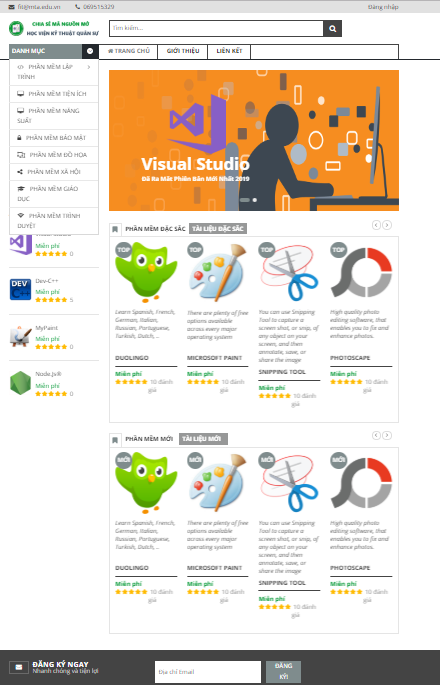 fit@mta.edu.vn 069515329 Đăng nhập
CHIA SẺ MÃ NGUỒN MỞ
HỌC VIỆN KỸ THUẬT QUÂN SỰ
Tìm kiếm...
DANH MỤC
TRANG CHỦ GIỚI THIỆU LIÊN KẾT
PHẦN MỀM LẬP
TRÌNH
PHẦN MỀM TIỆN ÍCH
PHẦN MỀM NĂNG
SUẤT
PHẦN MỀM BẢO MẬT
PHẦN MỀM ĐỒ HỌA
PHẦN MỀM XÃ HỘI
PHẦN MỀM GIÁO
DỤC
PHẦN MỀM TRÌNH
DUYỆT
Miễn phí
0
DEV
C++
Dev-C++
Miễn phí
5
MyPaint
Miễn phí
0
Node.Js®
Miễn phí
0
Visual Studio
Đã Ra Mắt Phiên Bản Mới Nhất 2019
PHẦN MỀM ĐẶC SẮC TÀI LIỆU ĐẶC SẮC
TOP
Learn Spanish, French,
German, Italian,
Russian, Portuguese,
Turkish, Dutch, ...
DUOLINGO
Miễn phí
10 đánh
giá
TOP
There are plenty of free
options available
across every major
operating system
MICROSOFT PAINT
Miễn phí
10 đánh
giá
TOP
You can use Snipping
Tool to capture a
screen shot, or snip, of
any object on your
screen, and then
annotate, save, or
share the image
SNIPPING TOOL
Miễn phí
10 đánh
giá
TOP
High quality photo
editing software, that
enables you to fix and
enhance photos.
PHOTOSCAPE
Miễn phí
10 đánh
giá
PHẦN MỀM MỚI TÀI LIỆU MỚI
MỚI
Learn Spanish, French,
German, Italian,
Russian, Portuguese,
Turkish, Dutch, ...
DUOLINGO
Miễn phí
10 đánh
giá
MỚI
There are plenty of free
options available
across every major
operating system
MICROSOFT PAINT
Miễn phí
10 đánh
giá
MỚI
You can use Snipping
Tool to capture a
screen shot, or snip, of
any object on your
screen, and then
annotate, save, or
share the image
SNIPPING TOOL
Miễn phí
10 đánh
giá
MỚI
High quality photo
editing software, that
enables you to fix and
enhance photos.
PHOTOSCAPE
Miễn phí
10 đánh
giá
ĐĂNG KÝ NGAY
Nhanh chóng và tiện lợi
Địa chỉ Email
ĐĂNG
KÝ!